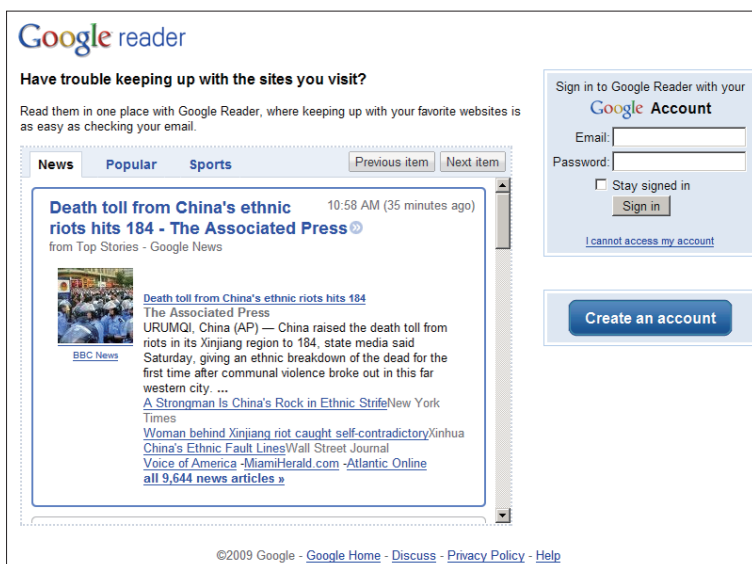 Google reader
Have trouble keeping up with the sites you visit?
Read them in one place with Google Reader, where keeping up with your favorite websites is
as easy as checking your email.
News Popular Sports Previous item Next item
Death toll from China's ethnic 10:58 AM (35 minutes ago)
riots hits 184 - The Associated Press »
from Top Stories - Google News
BBC News
Death toll from China's ethnic riots hits 184
The Associated Press
URUMQI, China (AP) — China raised the death toll from
riots in its Xinjiang region to 184, state media said
Saturday, giving an ethnic breakdown of the dead for the
first time after communal violence broke out in this far
western city. ...
A Strongman Is China's Rock in Ethnic StrifeNew York
Times
Woman behind Xinjiang riot caught self-contradictoryXinhua
China's Ethnic Fault LinesWall Street Journal
Voice of America -MiamiHerald.com -Atlantic Online
all 9,644 news articles »
Sign in to Google Reader with your
Google Account
Email:
Password:
Stay signed in
Sign in
I cannot access my account
Create an account
©2009 Google - Google Home - Discuss - Privacy Policy - Help